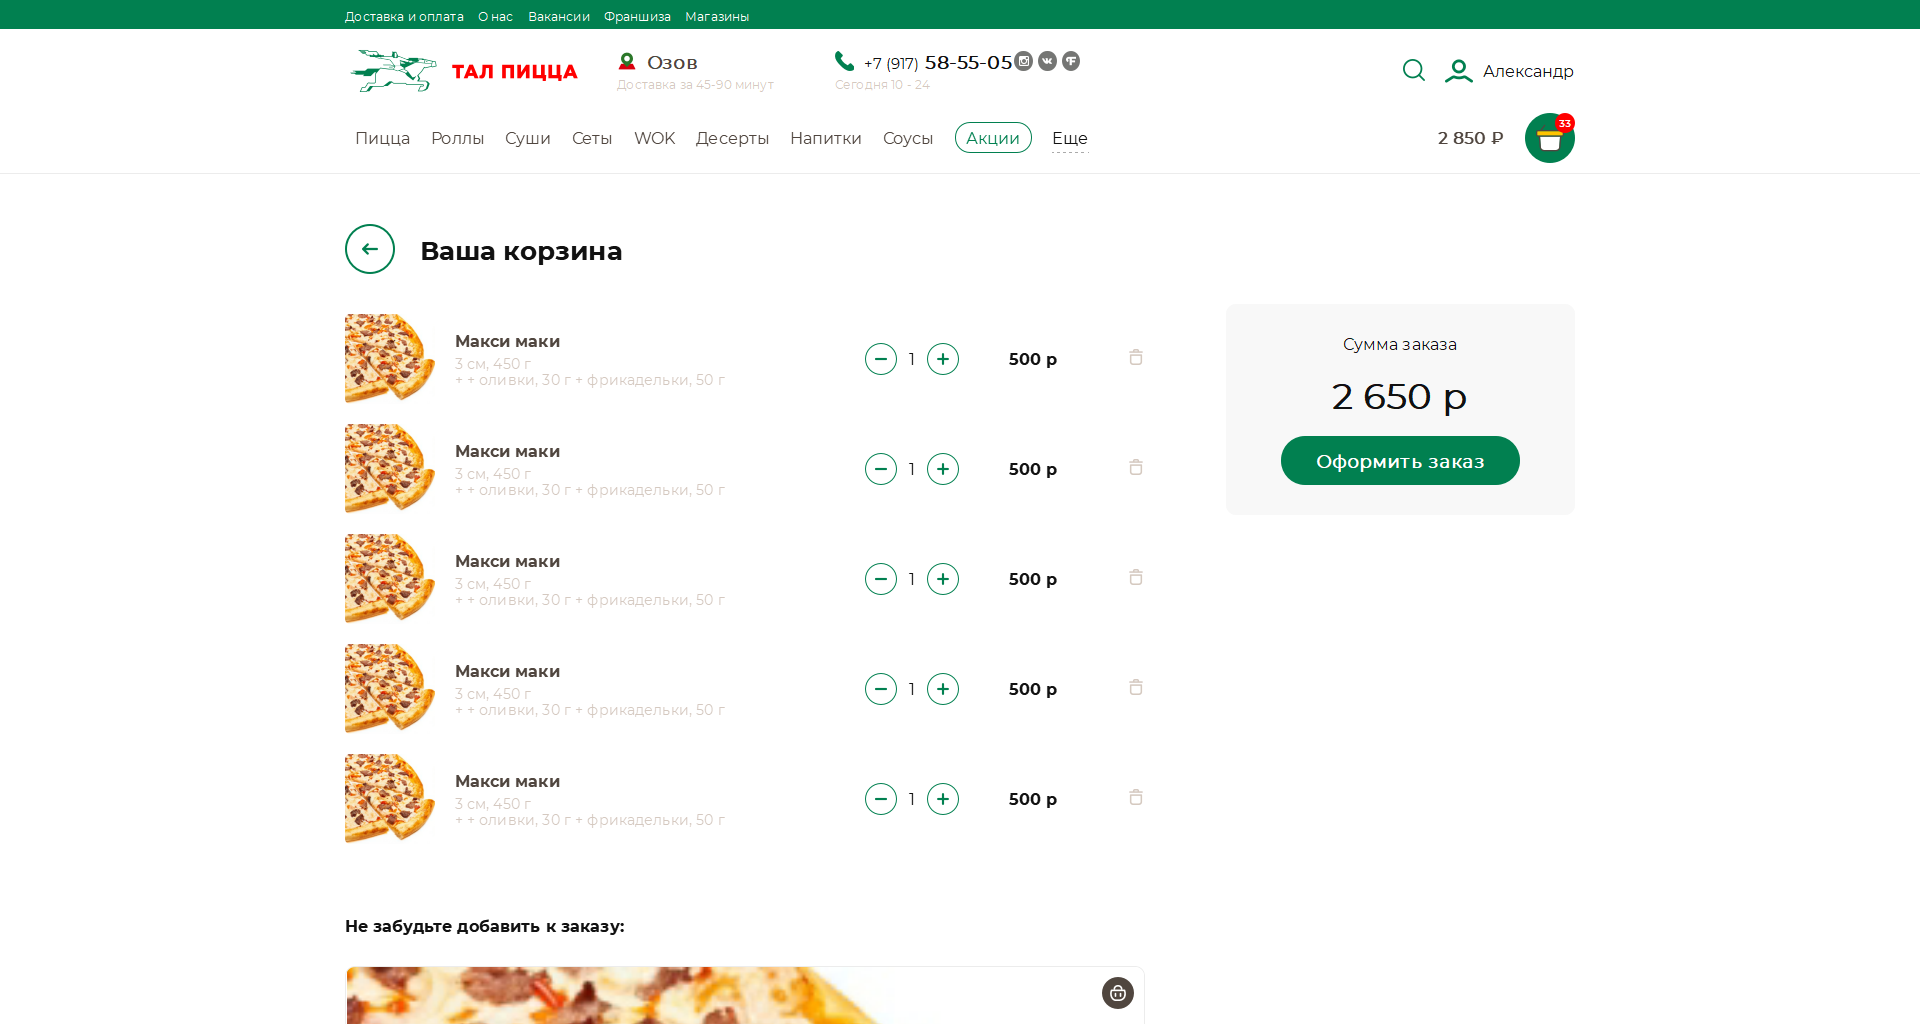 Доставка и оплата О нас Вакансии Франшиза Магазины
ТАЛ ПИЦЦА
Озов
Доставка за 45-90 минут
+7 (917) 58-55-05
Сегодня 10 - 24
Александр
Пицца Роллы Суши Сеты WOK Десерты Напитки Соусы Акции Еще
2 850 ₽
33
Ваша корзина
Макси маки
3 см, 450 г
+ + оливки, 30 г + фрикадельки, 50 г
1
500 р
Макси маки
3 см, 450 г
+ + оливки, 30 г + фрикадельки, 50 г
1
500 р
Макси маки
3 см, 450 г
+ + оливки, 30 г + фрикадельки, 50 г
1
500 р
Макси маки
3 см, 450 г
+ + оливки, 30 г + фрикадельки, 50 г
1
500 р
Макси маки
3 см, 450 г
+ + оливки, 30 г + фрикадельки, 50 г
1
500 р
Сумма заказа
2 650 р
Оформить заказ
Не забудьте добавить к заказу: